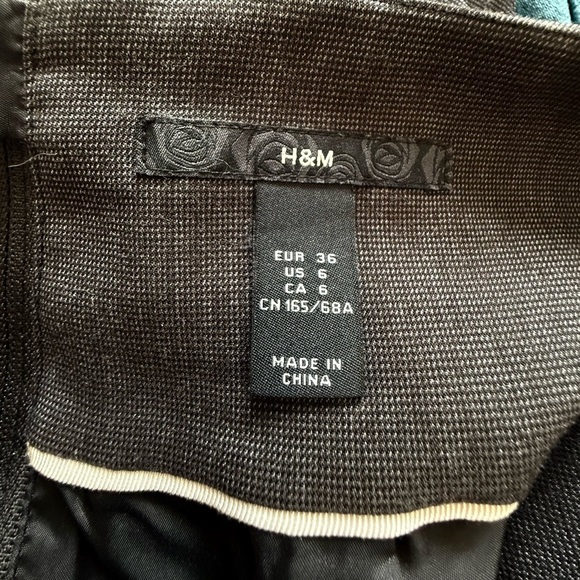 H&M
EUR 36
US 6
CA 6
CN 165/68A
MADE IN
CHINA